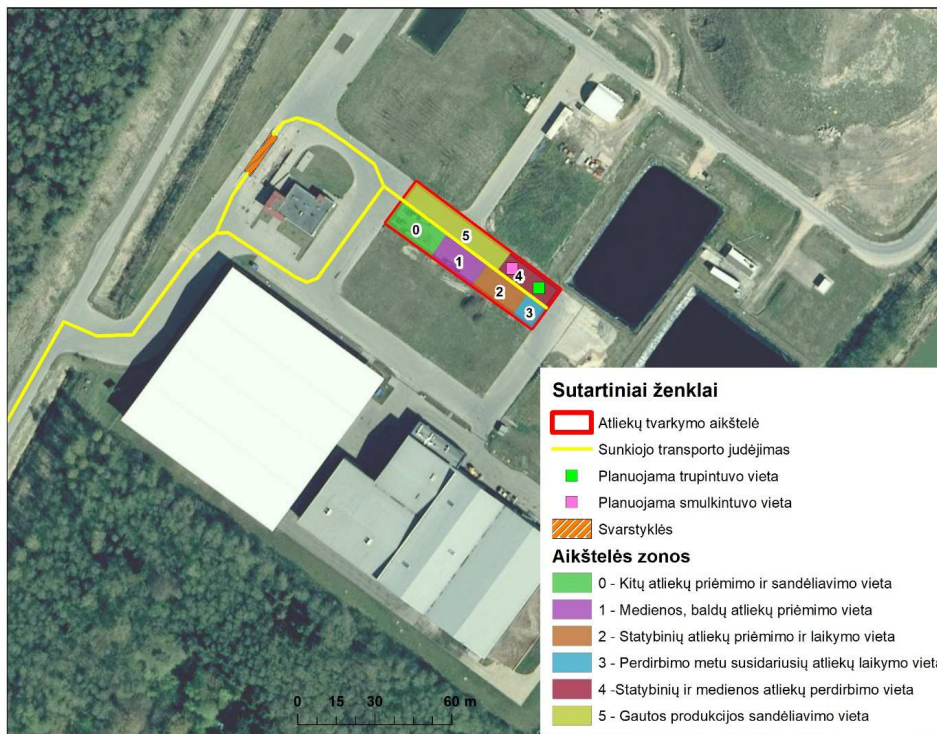 0
5
1
4
2
3
Sutartiniai ženklai
Atliekų tvarkymo aikštelė
Sunkiojo transporto judėjimas
Planuojama trupintuvo vieta
Planuojama smulkintuvo vieta
Svarstyklės
Aikštelės zonos
0 - Kitų atliekų priėmimo ir sandėliavimo vieta
1 - Medienos, baldų atliekų priėmimo vieta
2 - Statybinių atliekų priėmimo ir laikymo vieta
3 - Perdirbimo metu susidariusių atliekų laikymo vieta
4 -Statybinių ir medienos atliekų perdirbimo vieta
5 - Gautos produkcijos sandėliavimo vieta
0 15 30 60 m